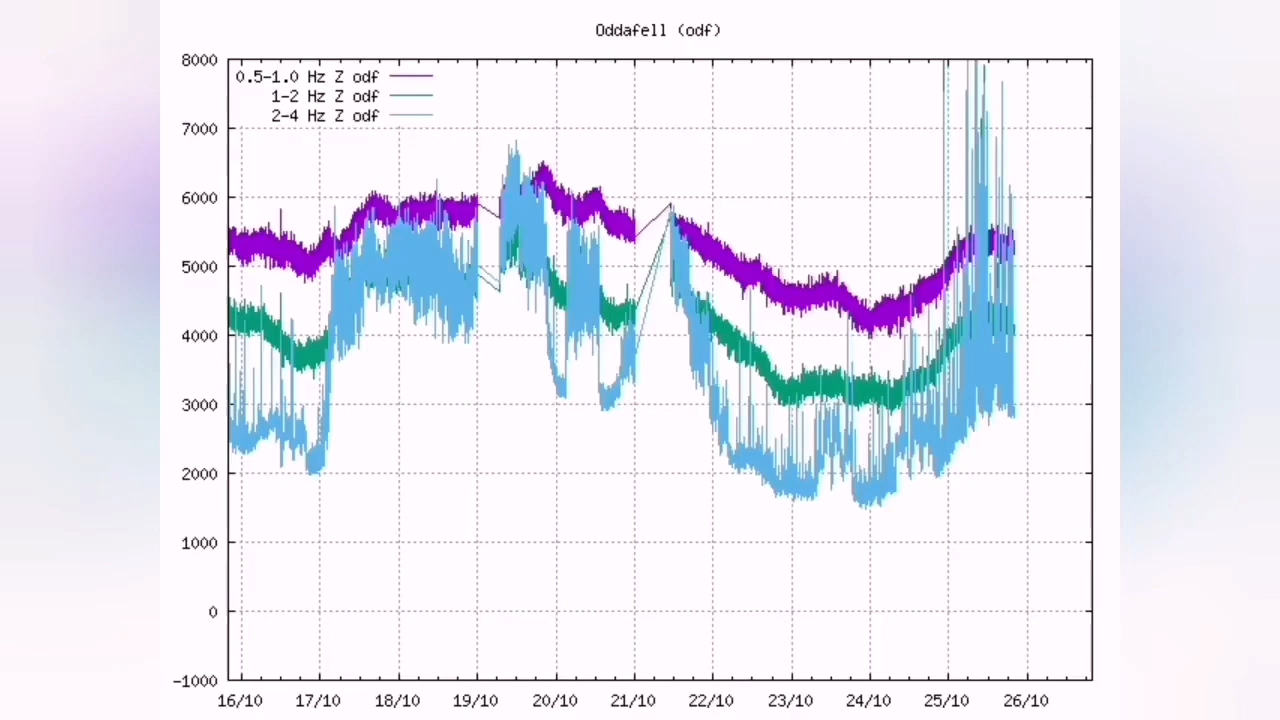 Oddafell (odf)
8000
7000
6000
5000
4000
3000
2000
1000
0
-1000
0.5-1.0 Hz Z odf
1-2 Hz Z odf
2-4 Hz Z odf
16/10 17/10 18/10 19/10 20/10 21/10 22/10 23/10 24/10 25/10 26/10